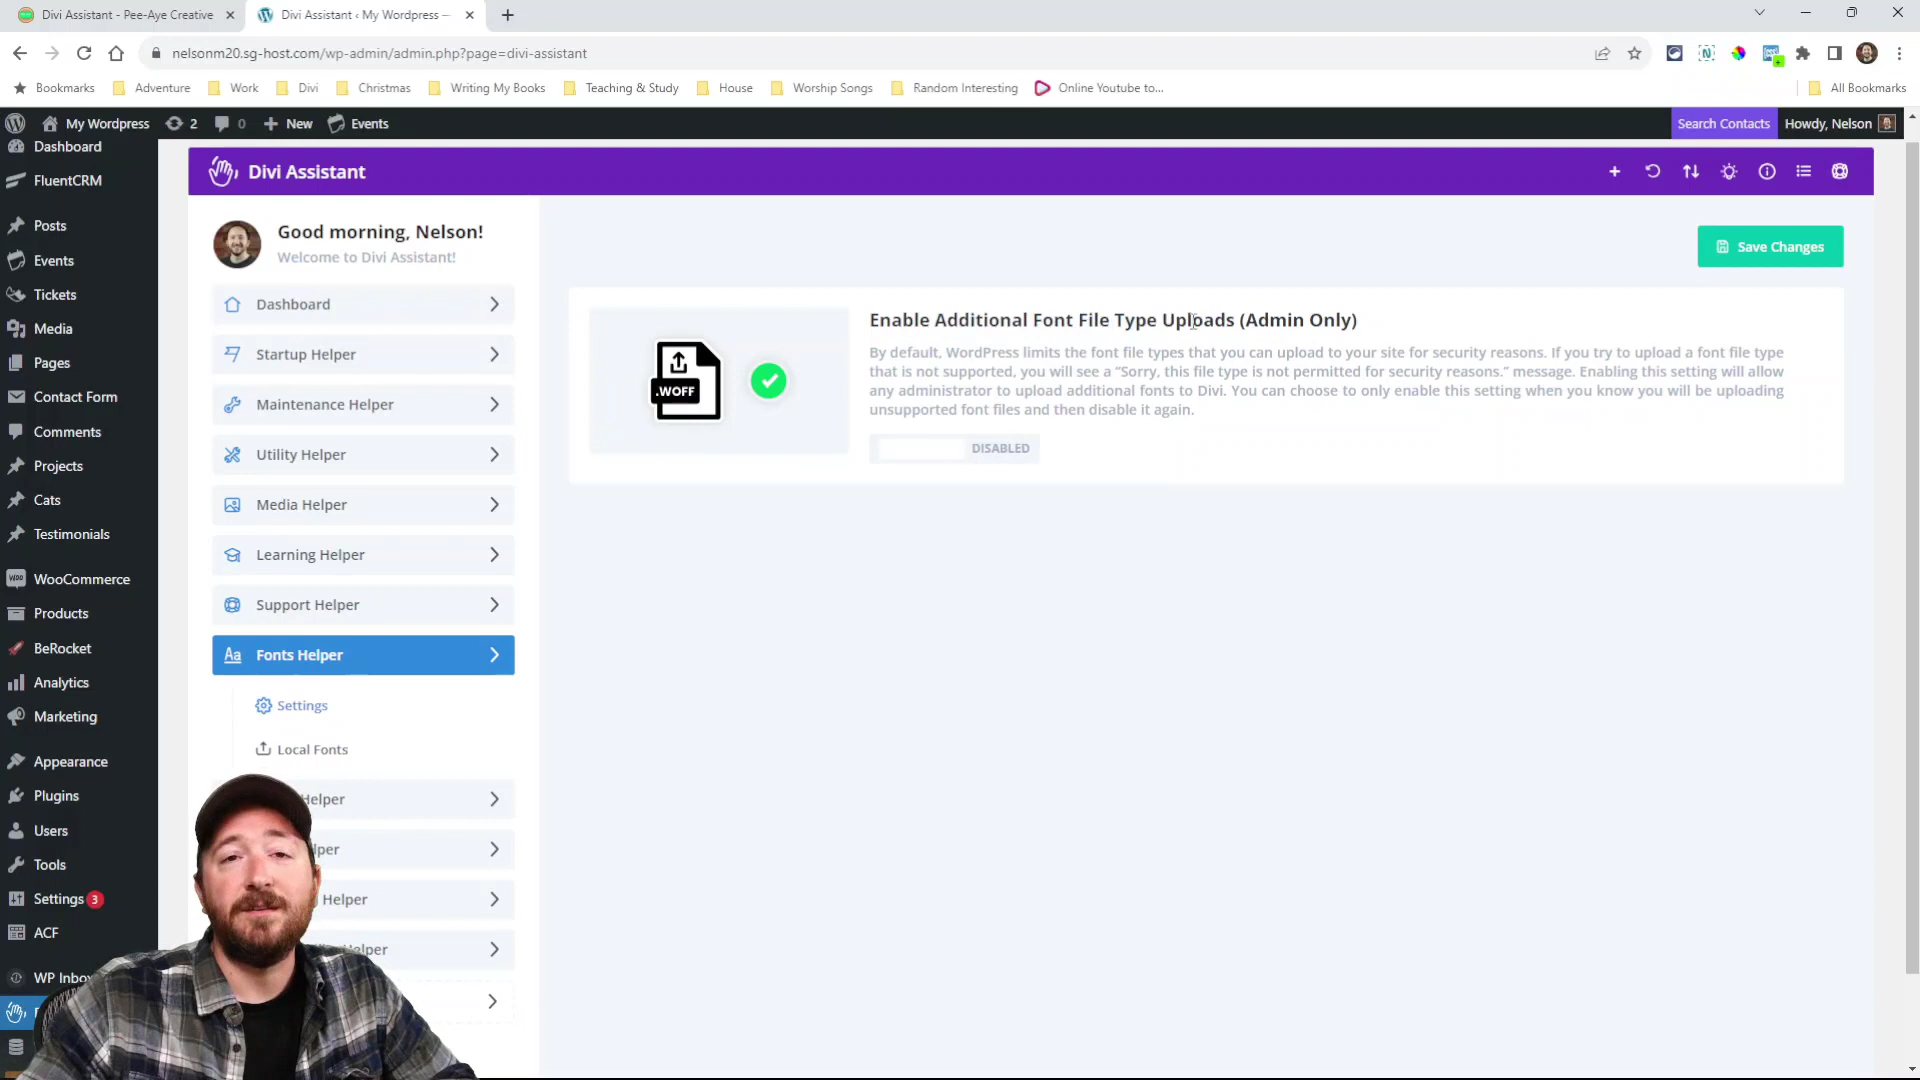 Divi Assistant - Pee-Aye Creative
Divi Assistant ‹ My Wordpress —
nelsonm20.sg-host.com/wp-admin/admin.php?page=divi-assistant
Bookmarks
Adventure
Work
Divi
Christmas
Writing My Books
Teaching & Study
House
Worship Songs
Random Interesting
Online Youtube to...
All Bookmarks
My Wordpress
2
0
New
Events
Search Contacts
Howdy, Nelson
Dashboard
FluentCRM
Posts
Events
Tickets
Media
Pages
Contact Form
Comments
Projects
Cats
Testimonials
WooCommerce
Products
BeRocket
Analytics
Marketing
Appearance
Plugins
Users
Tools
Settings 3
ACF
WP Inbo
Divi Assistant
Good morning, Nelson!
Welcome to Divi Assistant!
Dashboard
Startup Helper
Maintenance Helper
Utility Helper
Media Helper
Learning Helper
Support Helper
Aa Fonts Helper
Settings
Local Fonts
Helper
lper
Helper
elper
Save Changes
.WOFF
Enable Additional Font File Type Uploads (Admin Only)
By default, WordPress limits the font file types that you can upload to your site for security reasons. If you try to upload a font file type
that is not supported, you will see a “Sorry, this file type is not permitted for security reasons.” message. Enabling this setting will allow
any administrator to upload additional fonts to Divi. You can choose to only enable this setting when you know you will be uploading
unsupported font files and then disable it again.
DISABLED